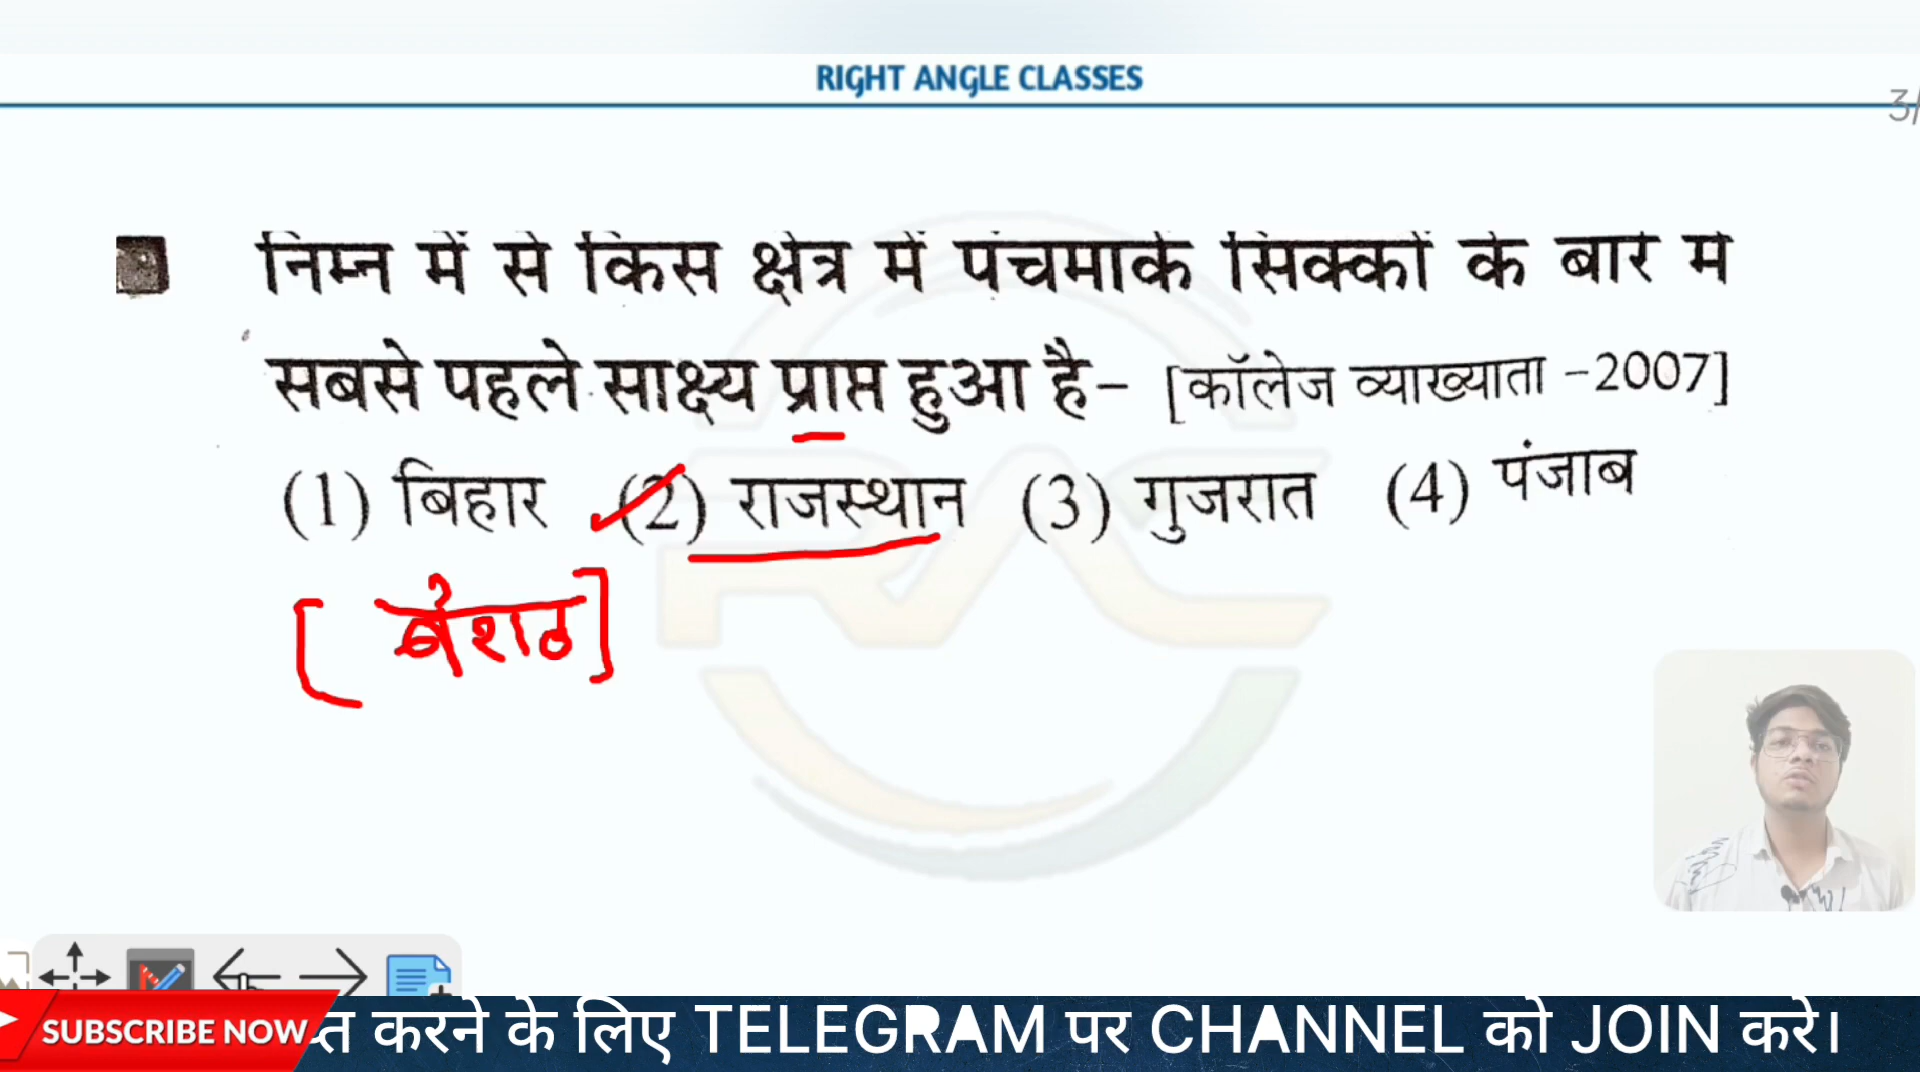 RIGHT ANGLE CLASSES
3/
निम्न में से किस क्षेत्र में पंचमार्क सिक्कों के बारे में
सबसे पहले साक्ष्य प्राप्त हुआ है– [कॉलेज व्याख्याता –2007]
(1) बिहार (2) राजस्थान (3) गुजरात (4) पंजाब
[ बैराठ ]
SUBSCRIBE NOW
प्त करने के लिए TELEGRAM पर CHANNEL को JOIN करे।